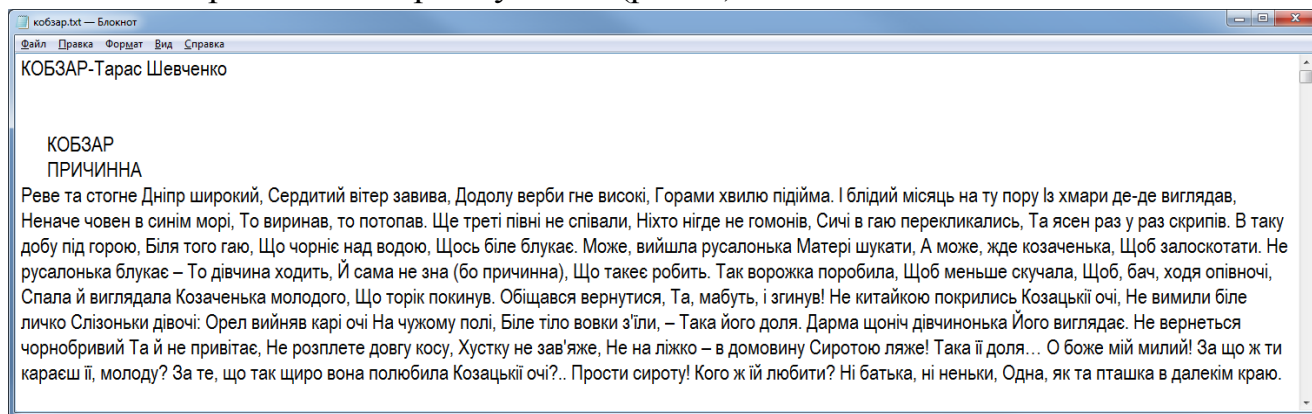 кобзар.txt — Блокнот
Файл Правка Формат Вид Справка
КОБЗАР-Тарас Шевченко
КОБЗАР
ПРИЧИННА
Реве та стогне Дніпр широкий, Сердитий вітер завива, Додолу верби гне високі, Горами хвилю підійма. І блідий місяць на ту пору Із хмари де-де виглядав,
Неначе човен в синім морі, То виринав, то потопав. Ще треті півні не співали, Ніхто нігде не гомонів, Сичі в гаю перекликались, Та ясен раз у раз скрипів. В таку
добу під горою, Біля того гаю, Що чорніє над водою, Щось біле блукає. Може, вийшла русалонька Матері шукати, А може, жде козаченька, Щоб залоскотати. Не
русалонька блукає – То дівчина ходить, Й сама не зна (бо причинна), Що такеє робить. Так ворожка поробила, Щоб меньше скучала, Щоб, бач, ходя опівночі,
Спала й виглядала Козаченька молодого, Що торік покинув. Обіщався вернутися, Та, мабуть, і згинув! Не китайкою покрились Козацькії очі, Не вимили біле
личко Слізоньки дівочі: Орел вийняв карі очі На чужому полі, Біле тіло вовки з'їли, – Така його доля. Дарма щоніч дівчинонька Його виглядає. Не вернеться
чорнобривий Та й не привітає, Не розплете довгу косу, Хустку не зав'яже, Не на ліжко – в домовину Сиротою ляже! Така її доля… О боже мій милий! За що ж ти
караєш її, молоду? За те, що так щиро вона полюбила Козацькії очі?.. Прости сироту! Кого ж їй любити? Ні батька, ні неньки, Одна, як та пташка в далекім краю.